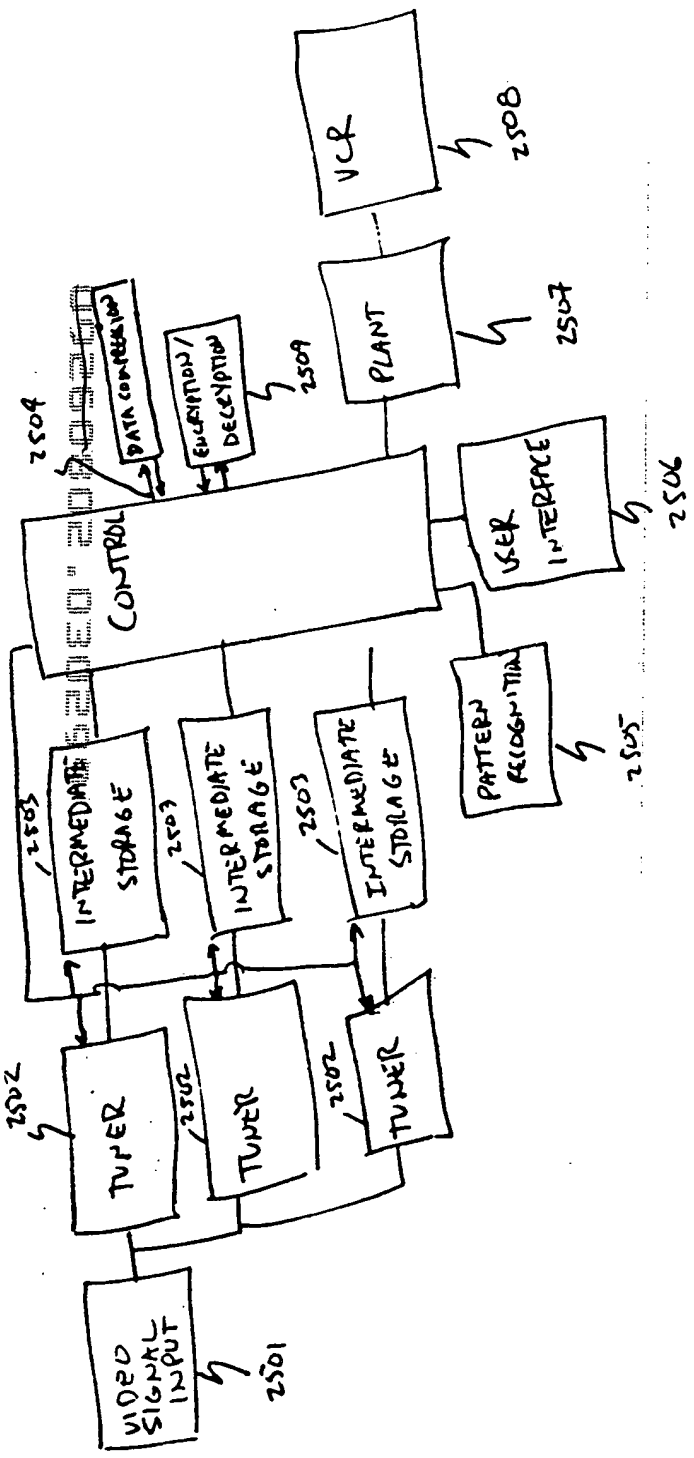 VIDEO
SIGNAL
INPUT
2501
TUNER
2502
TUNER
2502
TUNER
2502
INTERMEDIATE
STORAGE
2503
INTERMEDIATE
STORAGE
2503
INTERMEDIATE
STORAGE
2503
CONTROL
2504
DATA COMPRESSION
ENCRYPTION/
DECRYPTION
2509
PATTERN
RECOGNITION
2505
USER
INTERFACE
2506
PLANT
2507
VCR
2508